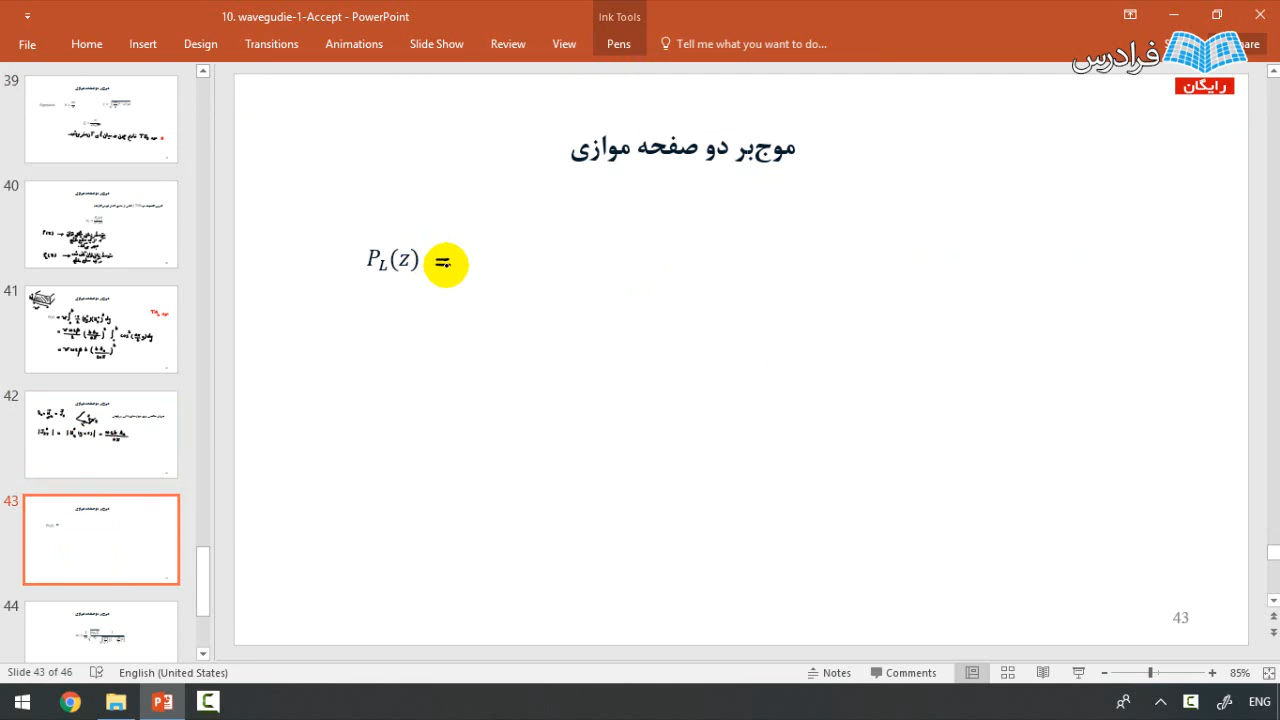 10. wavegudie-1-Accept - PowerPoint
Ink Tools
File Home Insert Design Transitions Animations Slide Show Review View Pens Tell me what you want to do...
فرادرس
رایگان
موج‌بر دو صفحه موازی
P_L(z) =
43
39
40
41
42
43
44
Slide 43 of 46 English (United States) Notes Comments 85%
ENG